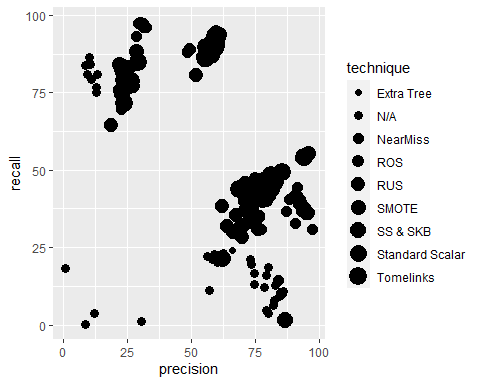 100
75
50
25
0
recall
0
25
50
75
100
precision
technique
Extra Tree
N/A
NearMiss
ROS
RUS
SMOTE
SS & SKB
Standard Scalar
Tomelinks